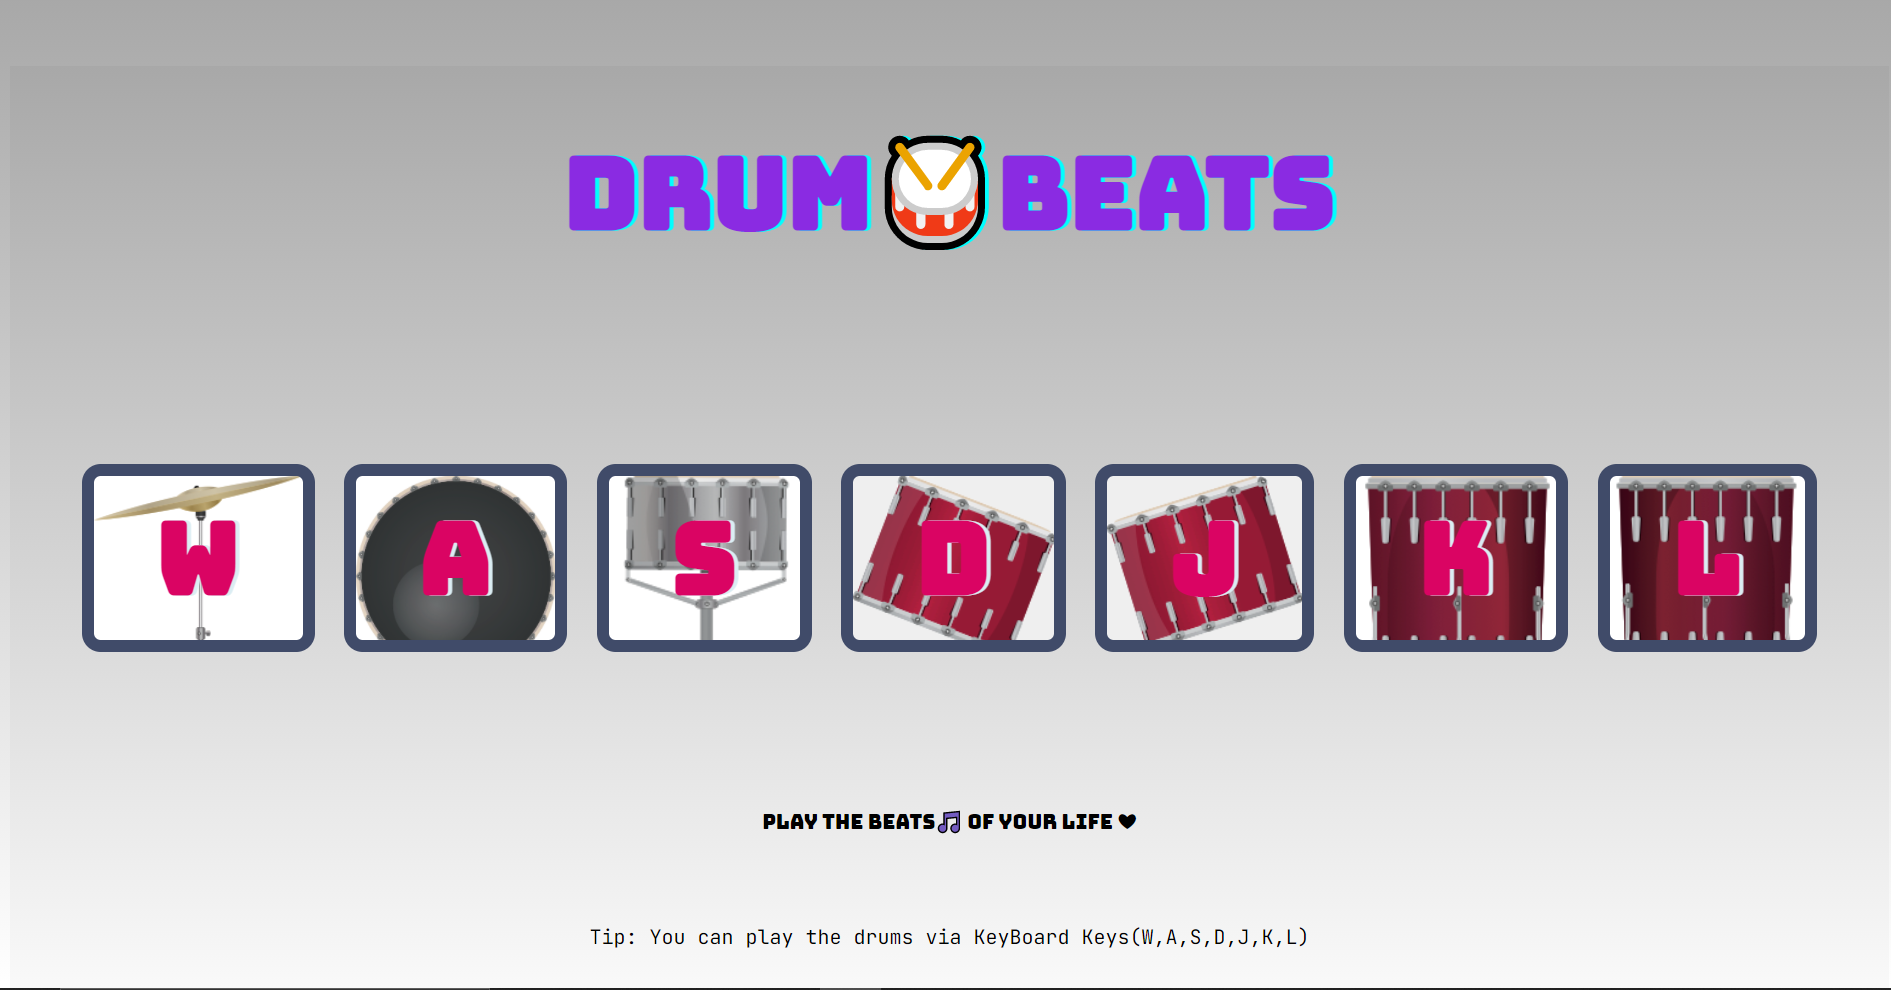 DRUM 🥁 BEATS
W A S D J K L
PLAY THE BEATS🎵 OF YOUR LIFE ♥
Tip: You can play the drums via KeyBoard Keys(W,A,S,D,J,K,L)